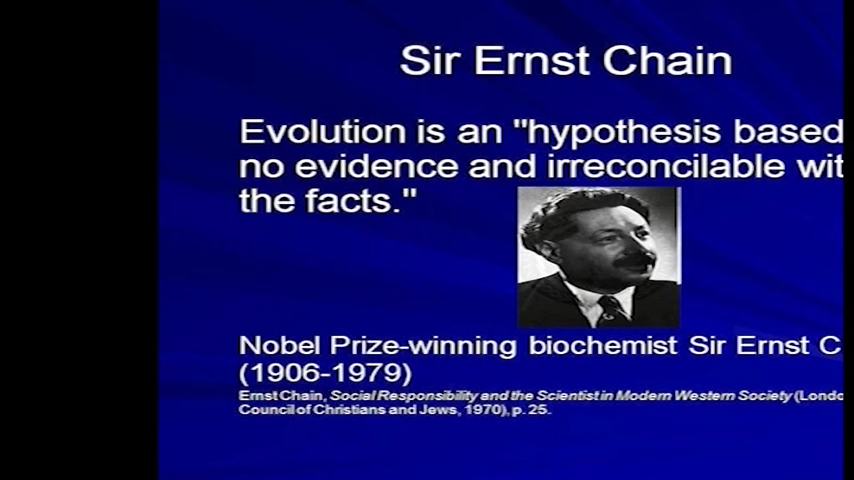 Sir Ernst Chain
Evolution is an "hypothesis based
no evidence and irreconcilable wit
the facts."
Nobel Prize-winning biochemist Sir Ernst C
(1906-1979)
Ernst Chain, Social Responsibility and the Scientist in Modern Western Society (Londo
Council of Christians and Jews, 1970), p. 25.